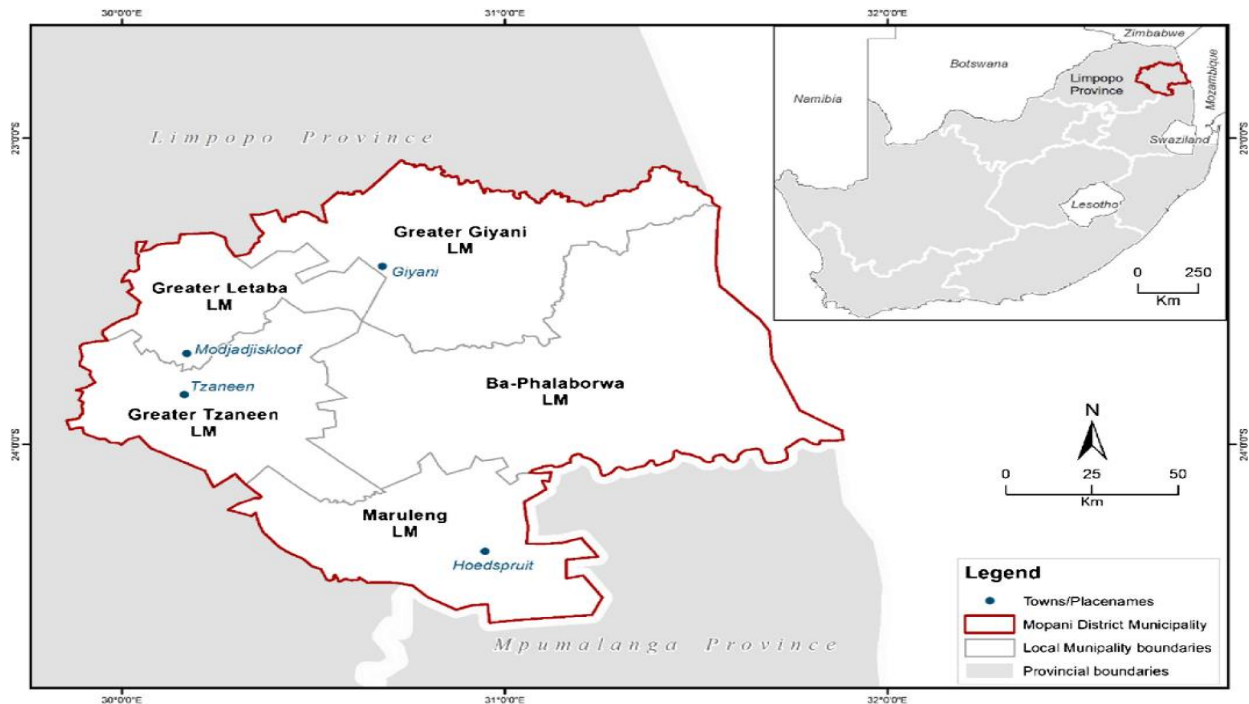 30°0'0"E
31°0'0"E
32°0'0"E
Zimbabwe
Botswana
Limpopo
Province
Namibia
Mozambique
Swaziland
Lesotho
0 250
Km
23°0'0"S
23°0'0"S
Limpopo Province
Greater Giyani
LM
Giyani
Greater Letaba
LM
Modjadjiskloof
Tzaneen
Greater Tzaneen
LM
Ba-Phalaborwa
LM
N
0 25 50
Km
24°0'0"S
24°0'0"S
Maruleng
LM
Hoedspruit
Mpumalanga Province
Legend
Towns/Placenames
Mopani District Municipality
Local Munipality boundaries
Provincial boundaries
30°0'0"E
31°0'0"E
32°0'0"E